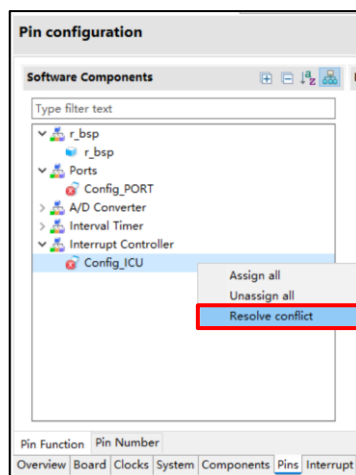 Pin configuration
Software Components
Type filter text
r_bsp
r_bsp
Ports
Config_PORT
A/D Converter
Interval Timer
Interrupt Controller
Config_ICU
Assign all
Unassign all
Resolve conflict
Pin Function Pin Number
Overview Board Clocks System Components Pins Interrupt